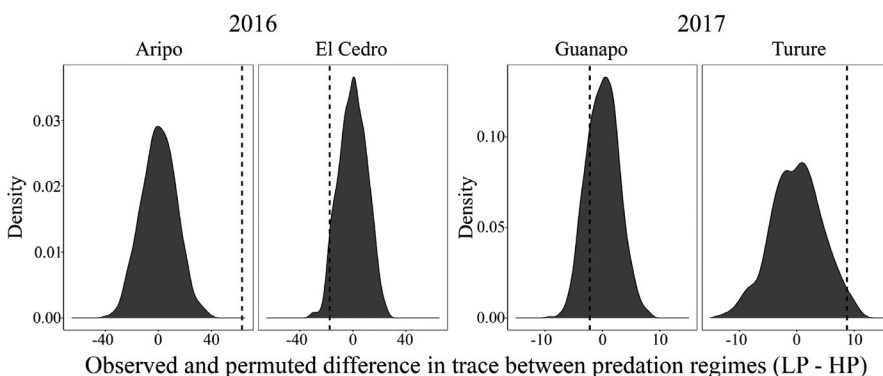 2016 2017
Aripo El Cedro Guanapo Turure
Density
0.03
0.02
0.01
0.00
-40 0 40
-40 0 40
Density
0.10
0.05
0.00
-10 0 10
-10 0 10
Observed and permuted difference in trace between predation regimes (LP - HP)